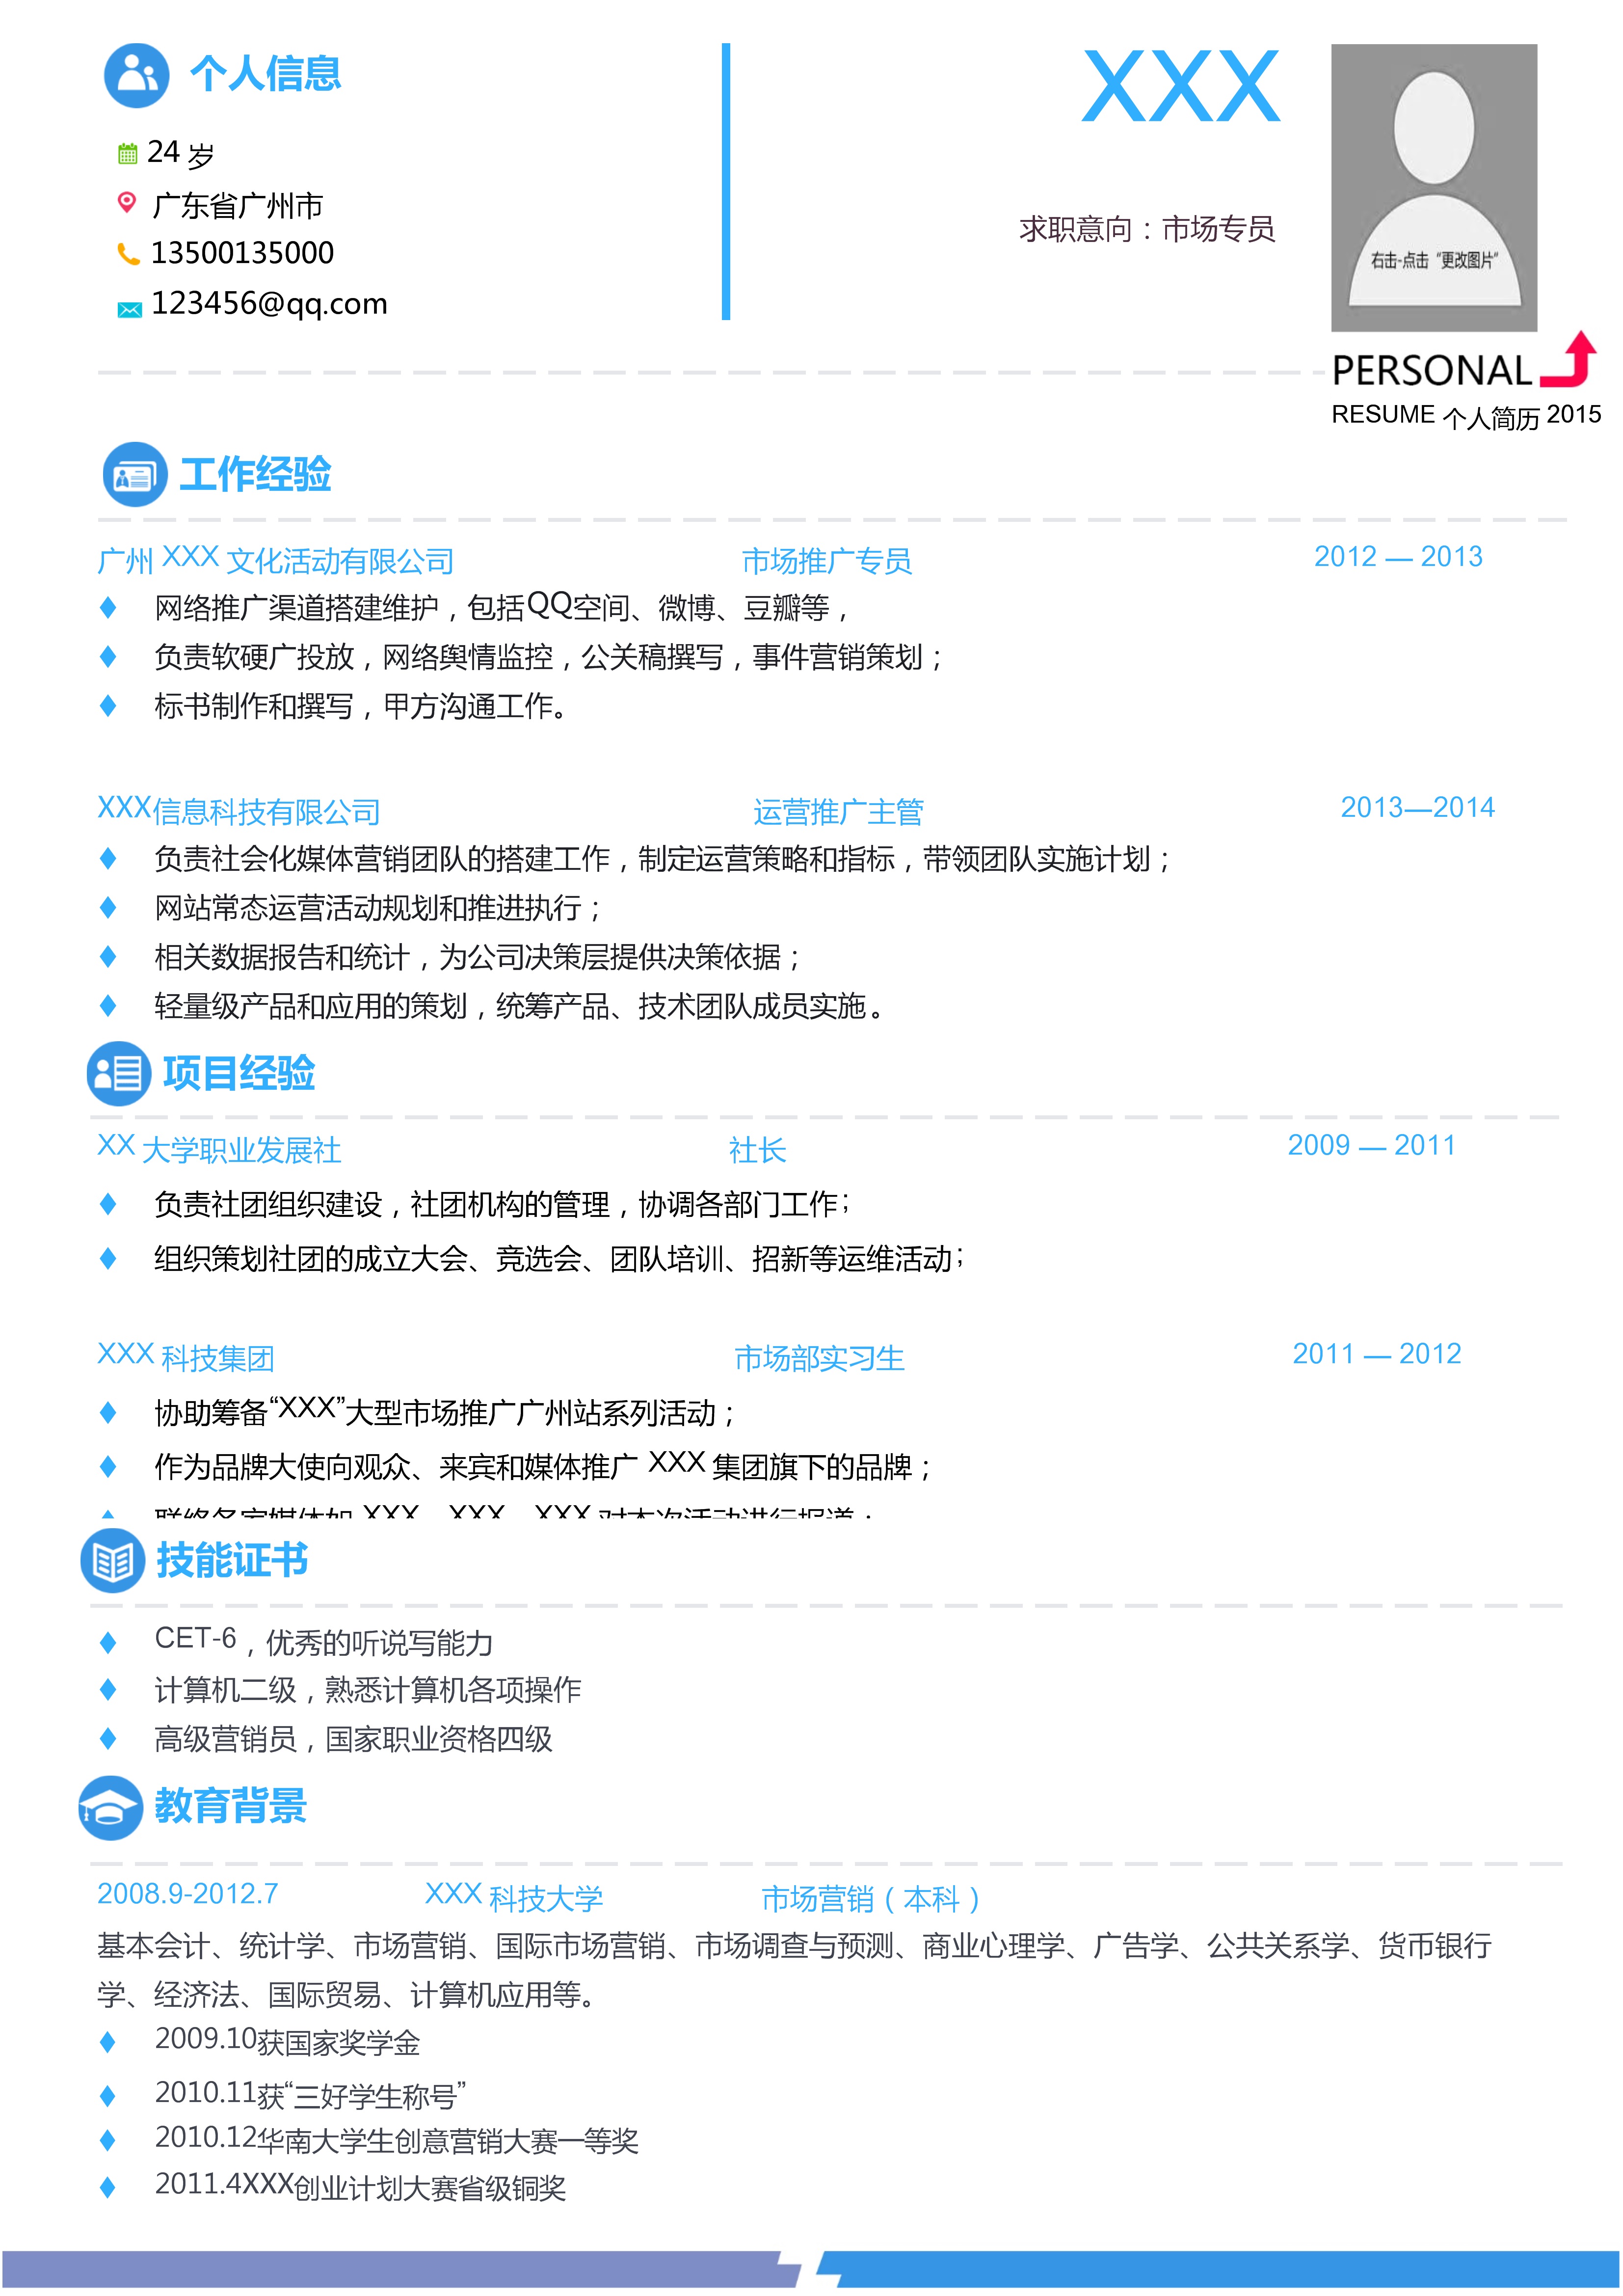 个人信息
24 岁
广东省广州市
13500135000
123456@qq.com
XXX
求职意向：市场专员
右击-点击“更改图片”
PERSONAL
RESUME 个人简历 2015
工作经验
广州 XXX 文化活动有限公司 市场推广专员 2012 — 2013
网络推广渠道搭建维护，包括QQ空间、微博、豆瓣等，
负责软硬广投放，网络舆情监控，公关稿撰写，事件营销策划；
标书制作和撰写，甲方沟通工作。
XXX信息科技有限公司 运营推广主管 2013—2014
负责社会化媒体营销团队的搭建工作，制定运营策略和指标，带领团队实施计划；
网站常态运营活动规划和推进执行；
相关数据报告和统计，为公司决策层提供决策依据；
轻量级产品和应用的策划，统筹产品、技术团队成员实施。
项目经验
XX 大学职业发展社 社长 2009 — 2011
负责社团组织建设，社团机构的管理，协调各部门工作;
组织策划社团的成立大会、竞选会、团队培训、招新等运维活动;
XXX 科技集团 市场部实习生 2011 — 2012
协助筹备“XXX”大型市场推广广州站系列活动；
作为品牌大使向观众、来宾和媒体推广 XXX 集团旗下的品牌；
联络各家媒体如 XXX、XXX、XXX 对本次活动进行报道；
技能证书
CET-6，优秀的听说写能力
计算机二级，熟悉计算机各项操作
高级营销员，国家职业资格四级
教育背景
2008.9-2012.7 XXX 科技大学 市场营销（本科）
基本会计、统计学、市场营销、国际市场营销、市场调查与预测、商业心理学、广告学、公共关系学、货币银行
学、经济法、国际贸易、计算机应用等。
2009.10获国家奖学金
2010.11获“三好学生称号”
2010.12华南大学生创意营销大赛一等奖
2011.4XXX创业计划大赛省级铜奖